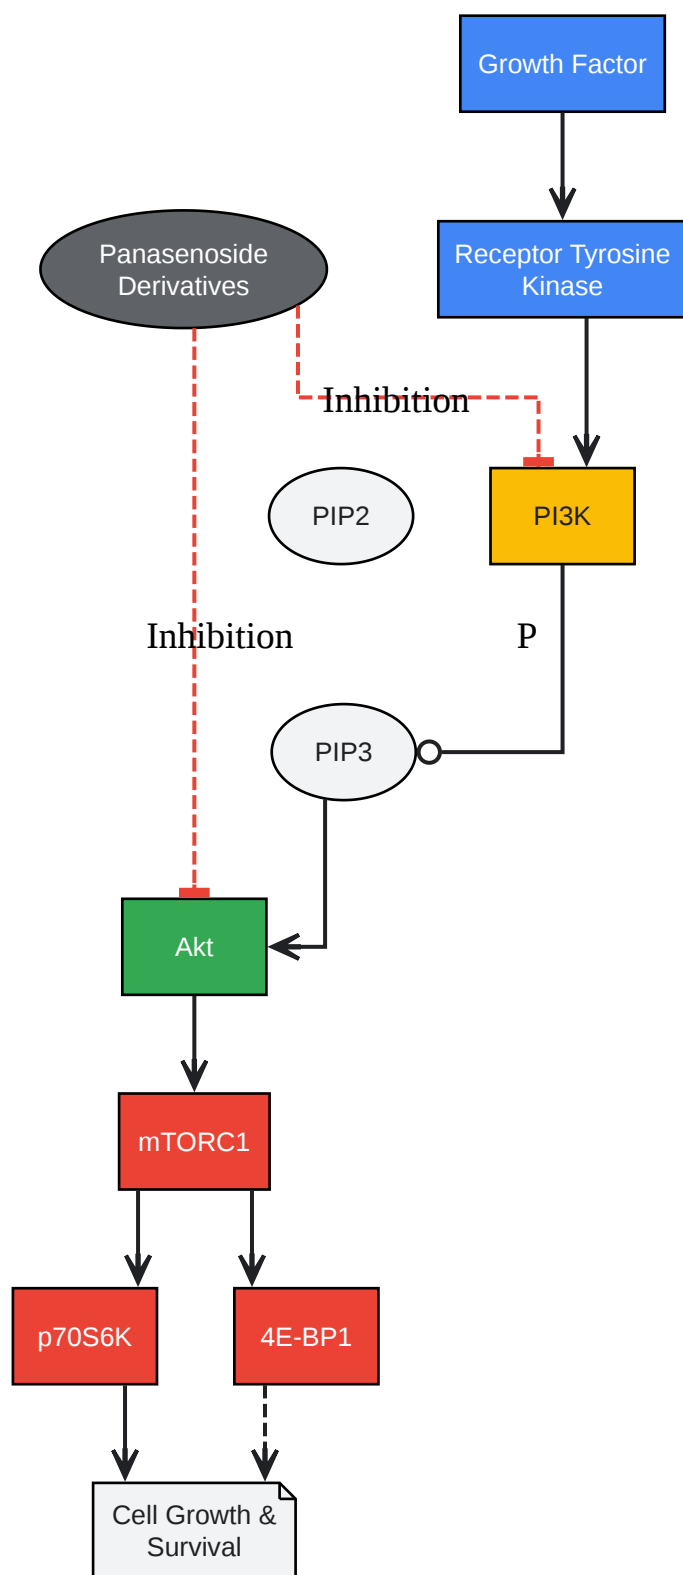 Growth Factor
Panasenoside
Derivatives
Receptor Tyrosine
Kinase
Inhibition
PIP2
PI3K
Inhibition
P
PIP3
Akt
mTORC1
p70S6K
4E-BP1
Cell Growth &
Survival